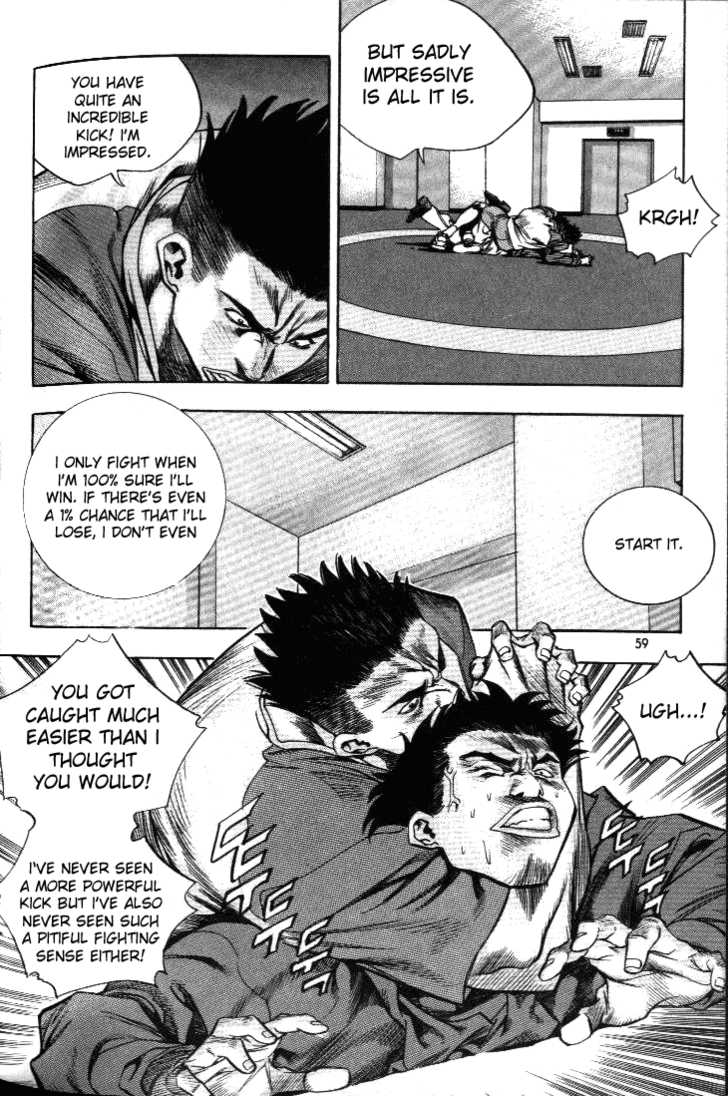 YOU HAVE
QUITE AN
INCREDIBLE
KICK! I'M
IMPRESSED.
BUT SADLY
IMPRESSIVE
IS ALL IT IS.
KRGH!
I ONLY FIGHT WHEN
I'M 100% SURE I'LL
WIN. IF THERE'S EVEN
A 1% CHANCE THAT I'LL
LOSE, I DON'T EVEN
START IT.
59
YOU GOT
CAUGHT MUCH
EASIER THAN I
THOUGHT
YOU WOULD!
UGH...!
I'VE NEVER SEEN
A MORE POWERFUL
KICK BUT I'VE ALSO
NEVER SEEN SUCH
A PITIFUL FIGHTING
SENSE EITHER!